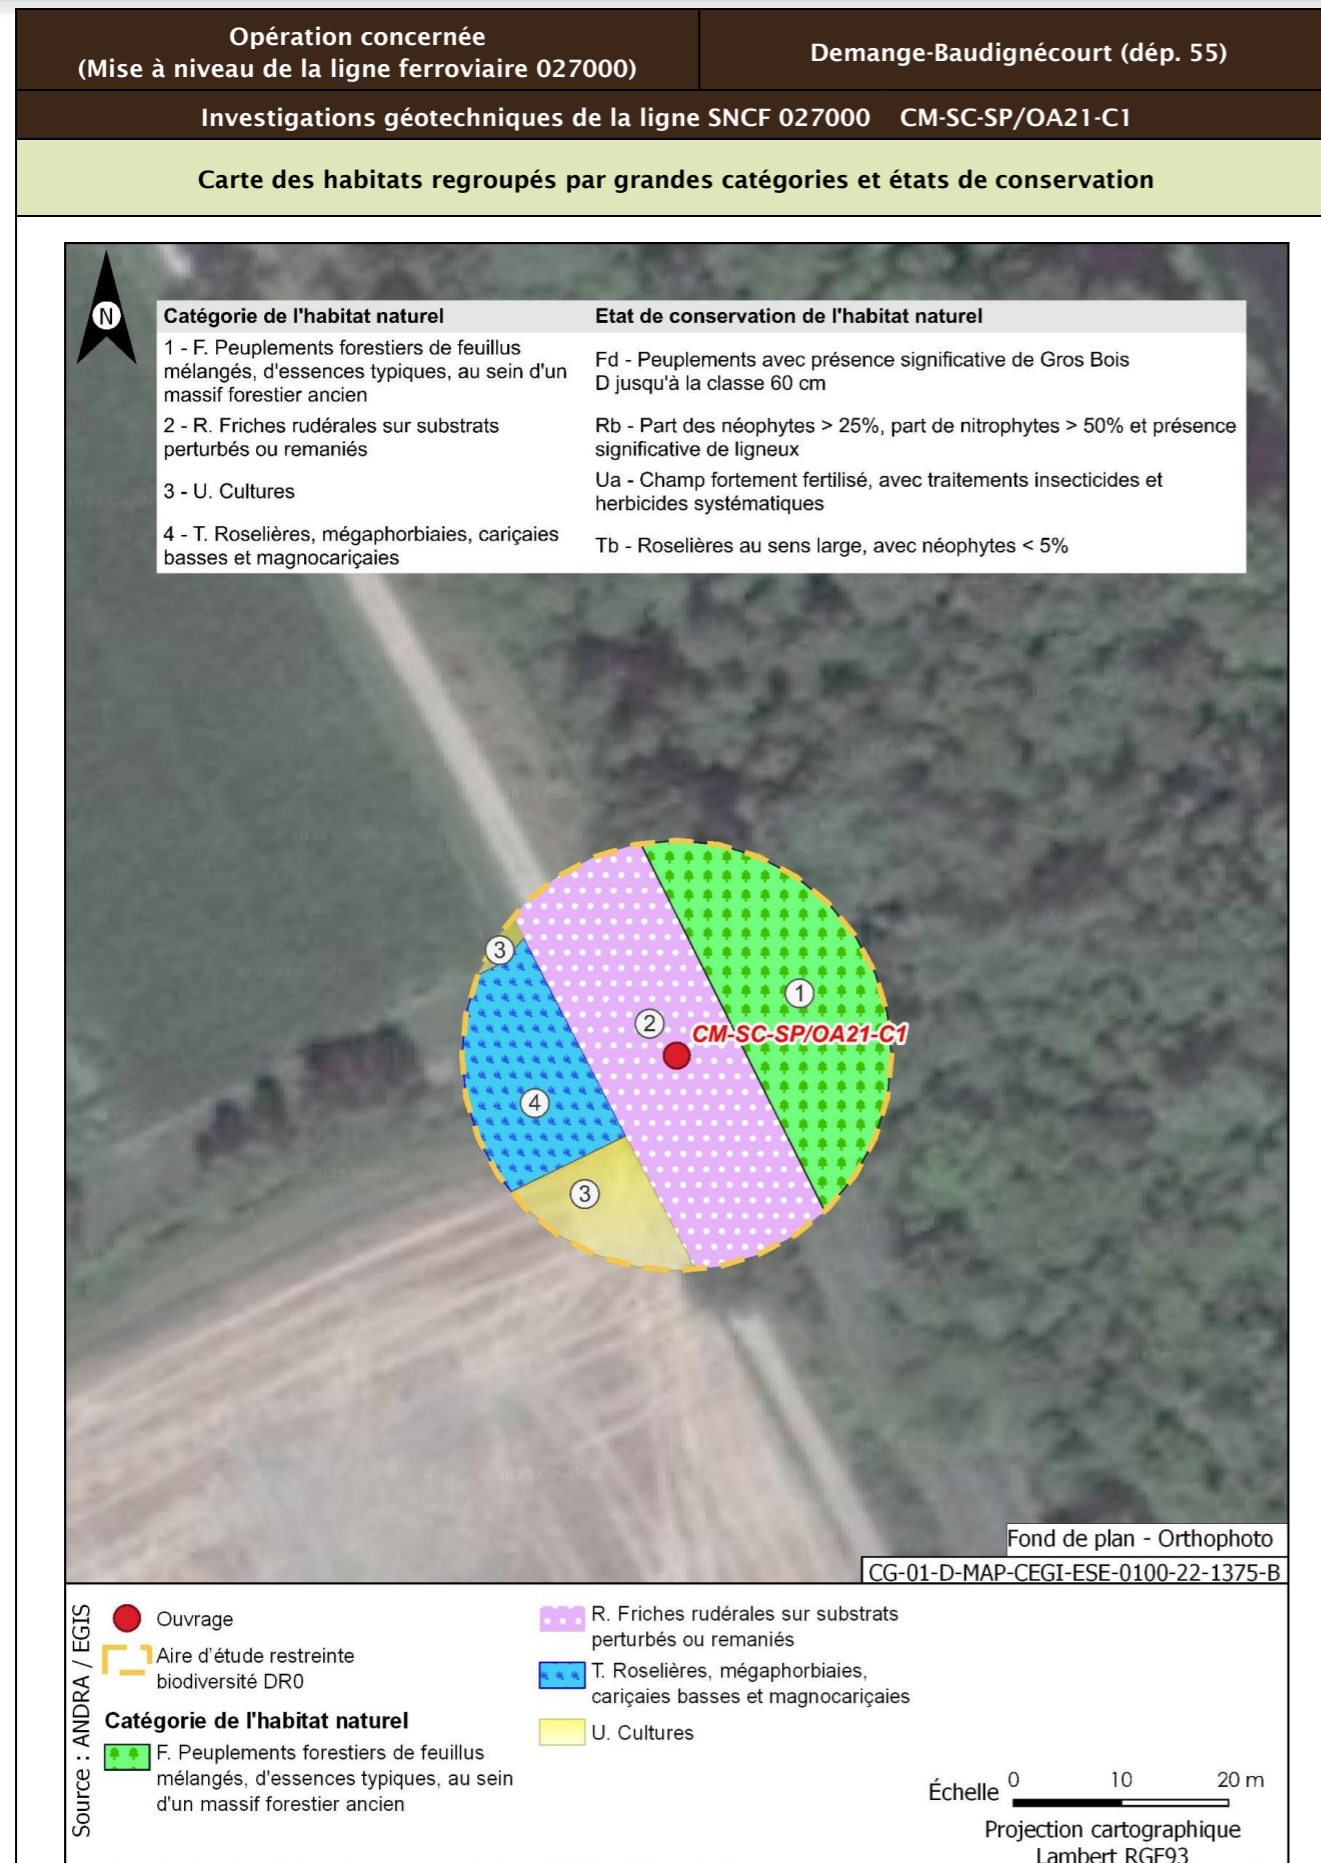 Opération concernée
(Mise à niveau de la ligne ferroviaire 027000)
Demange-Baudignécourt (dép. 55)
Investigations géotechniques de la ligne SNCF 027000 CM-SC-SP/OA21-C1
Carte des habitats regroupés par grandes catégories et états de conservation
N
Catégorie de l'habitat naturel
Etat de conservation de l'habitat naturel
1 - F. Peuplements forestiers de feuillus
mélangés, d'essences typiques, au sein d'un
massif forestier ancien
Fd - Peuplements avec présence significative de Gros Bois
D jusqu'à la classe 60 cm
2 - R. Friches rudérales sur substrats
perturbés ou remaniés
Rb - Part des néophytes > 25%, part de nitrophytes > 50% et présence
significative de ligneux
3 - U. Cultures
Ua - Champ fortement fertilisé, avec traitements insecticides et
herbicides systématiques
4 - T. Roselières, mégaphorbiaies, cariçaies
basses et magnocariçaies
Tb - Roselières au sens large, avec néophytes < 5%
3
1
2
CM-SC-SP/OA21-C1
4
3
Fond de plan - Orthophoto
CG-01-D-MAP-CEGI-ESE-0100-22-1375-B
Source : ANDRA / EGIS
Ouvrage
Aire d'étude restreinte
biodiversité DR0
Catégorie de l'habitat naturel
F. Peuplements forestiers de feuillus
mélangés, d'essences typiques, au sein
d'un massif forestier ancien
R. Friches rudérales sur substrats
perturbés ou remaniés
T. Roselières, mégaphorbiaies,
cariçaies basses et magnocariçaies
U. Cultures
Échelle 0 10 20 m
Projection cartographique
Lambert RGF93